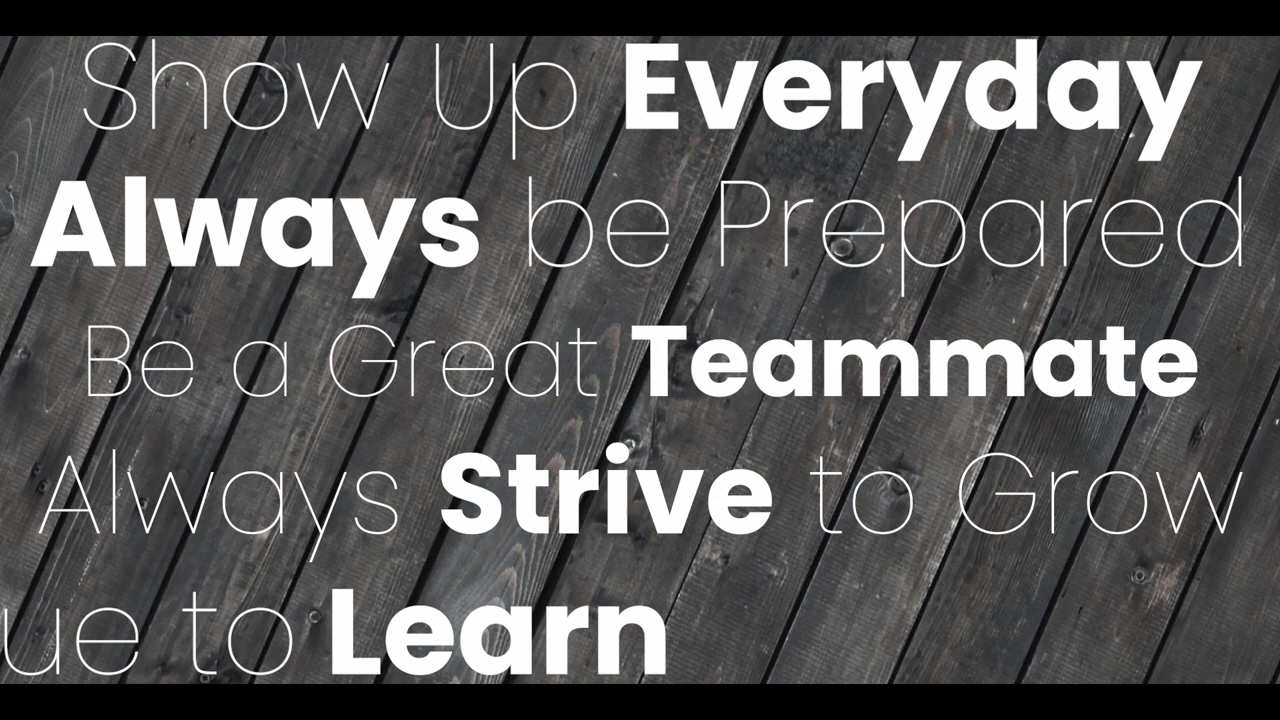 Show Up Everyday
Always be Prepared
Be a Great Teammate
Always Strive to Grow
ue to Learn